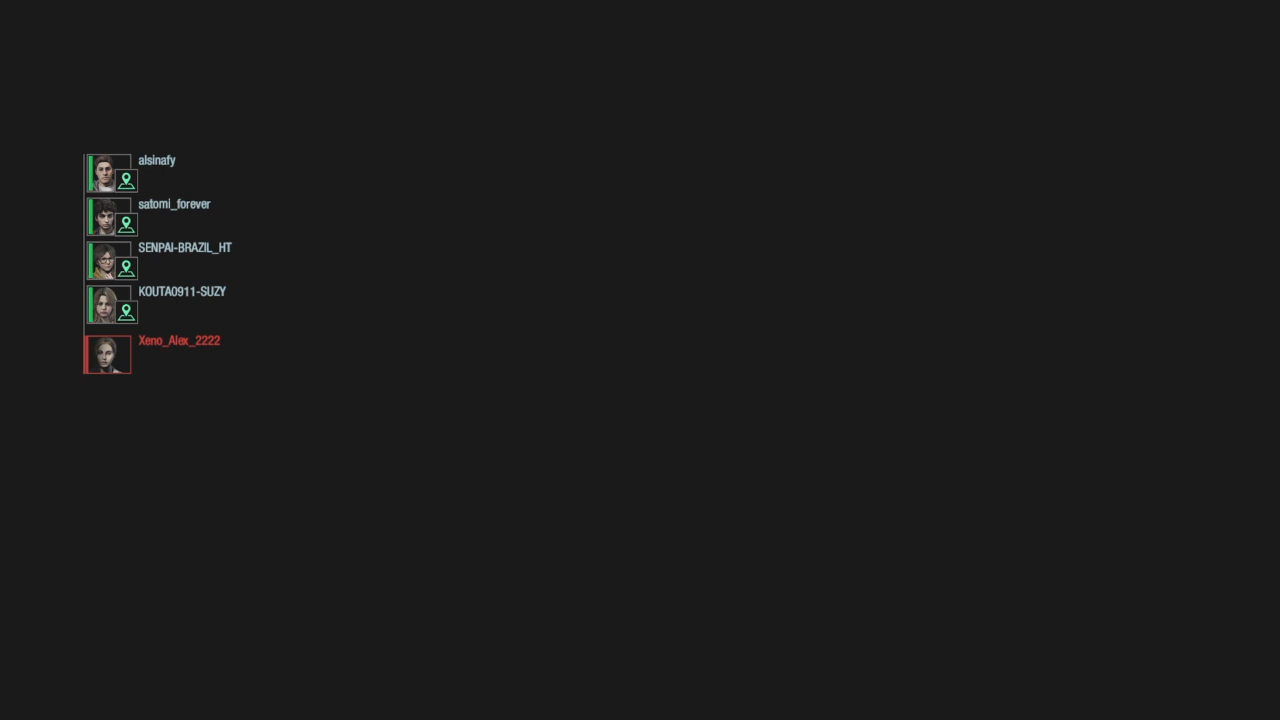 alsinafy
satomi_forever
SENPAI-BRAZIL_HT
KOUTA0911-SUZY
Xeno_Alex_2222